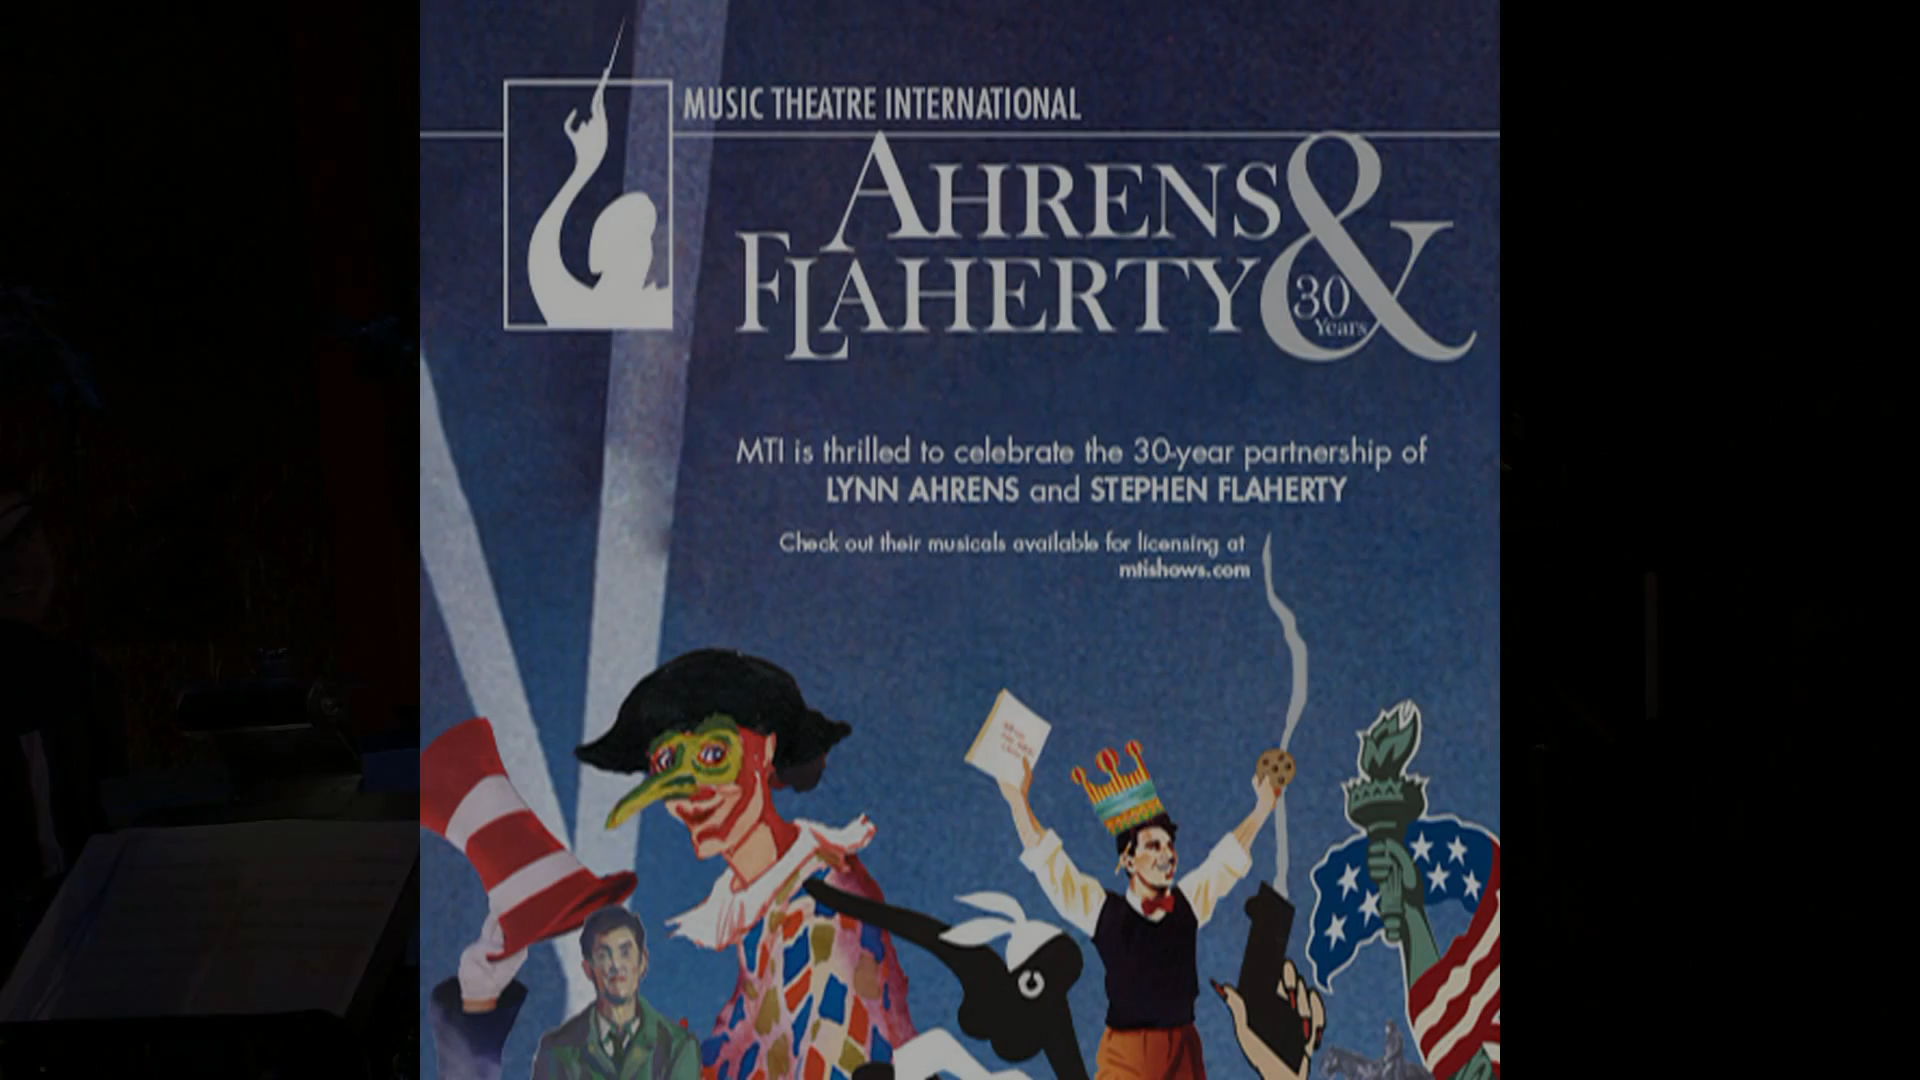 MUSIC THEATRE INTERNATIONAL
AHRENS &
FLAHERTY
30
Years
MTI is thrilled to celebrate the 30-year partnership of
LYNN AHRENS and STEPHEN FLAHERTY
Check out their musicals available for licensing at
mtishows.com